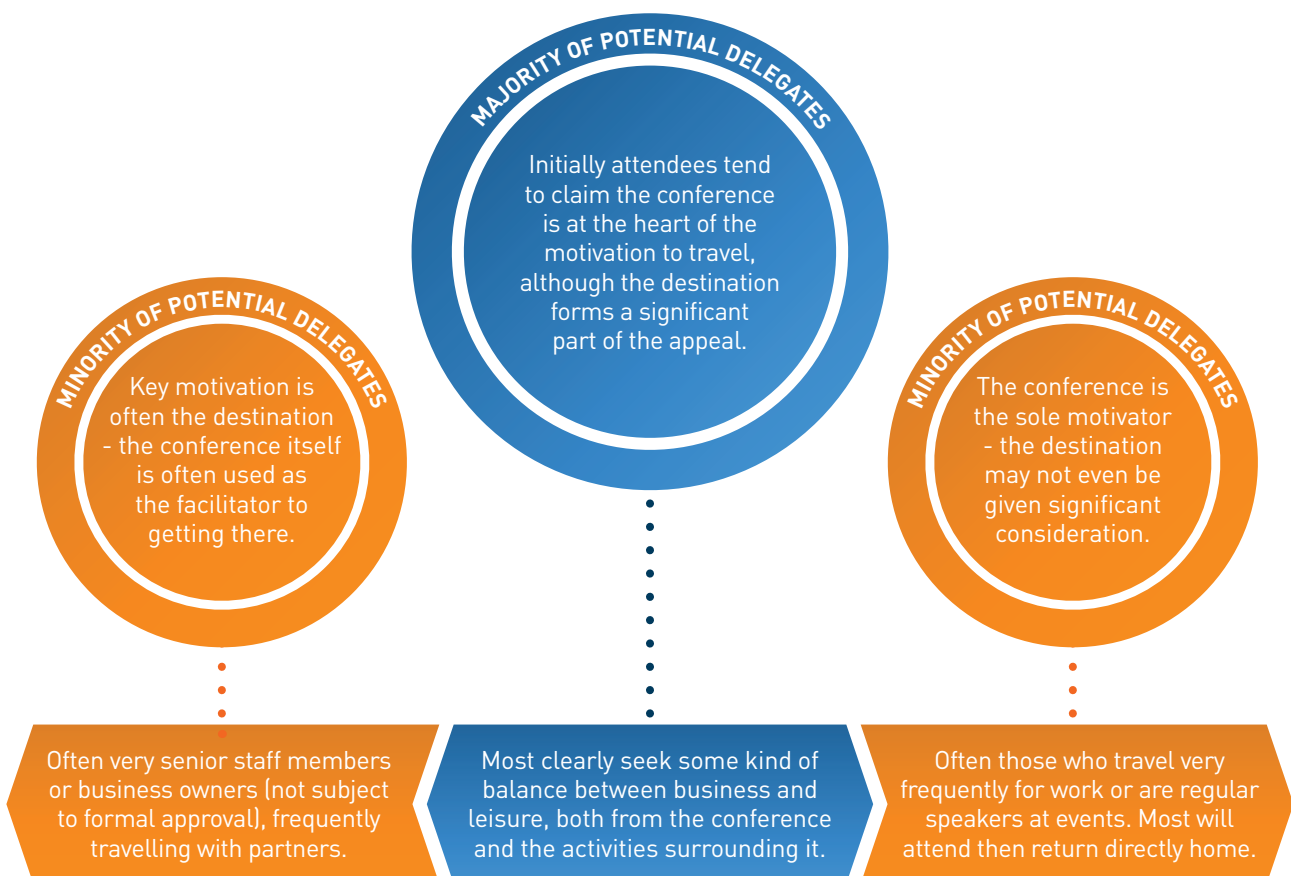 MAJORITY OF POTENTIAL DELEGATES
Initially attendees tend
to claim the conference
is at the heart of the
motivation to travel,
although the destination
forms a significant
part of the appeal.
MINORITY OF POTENTIAL DELEGATES
Key motivation is
often the destination
- the conference itself
is often used as
the facilitator to
getting there.
MINORITY OF POTENTIAL DELEGATES
The conference is
the sole motivator
- the destination
may not even be
given significant
consideration.
Often very senior staff members
or business owners (not subject
to formal approval), frequently
travelling with partners.
Most clearly seek some kind of
balance between business and
leisure, both from the conference
and the activities surrounding it.
Often those who travel very
frequently for work or are regular
speakers at events. Most will
attend then return directly home.